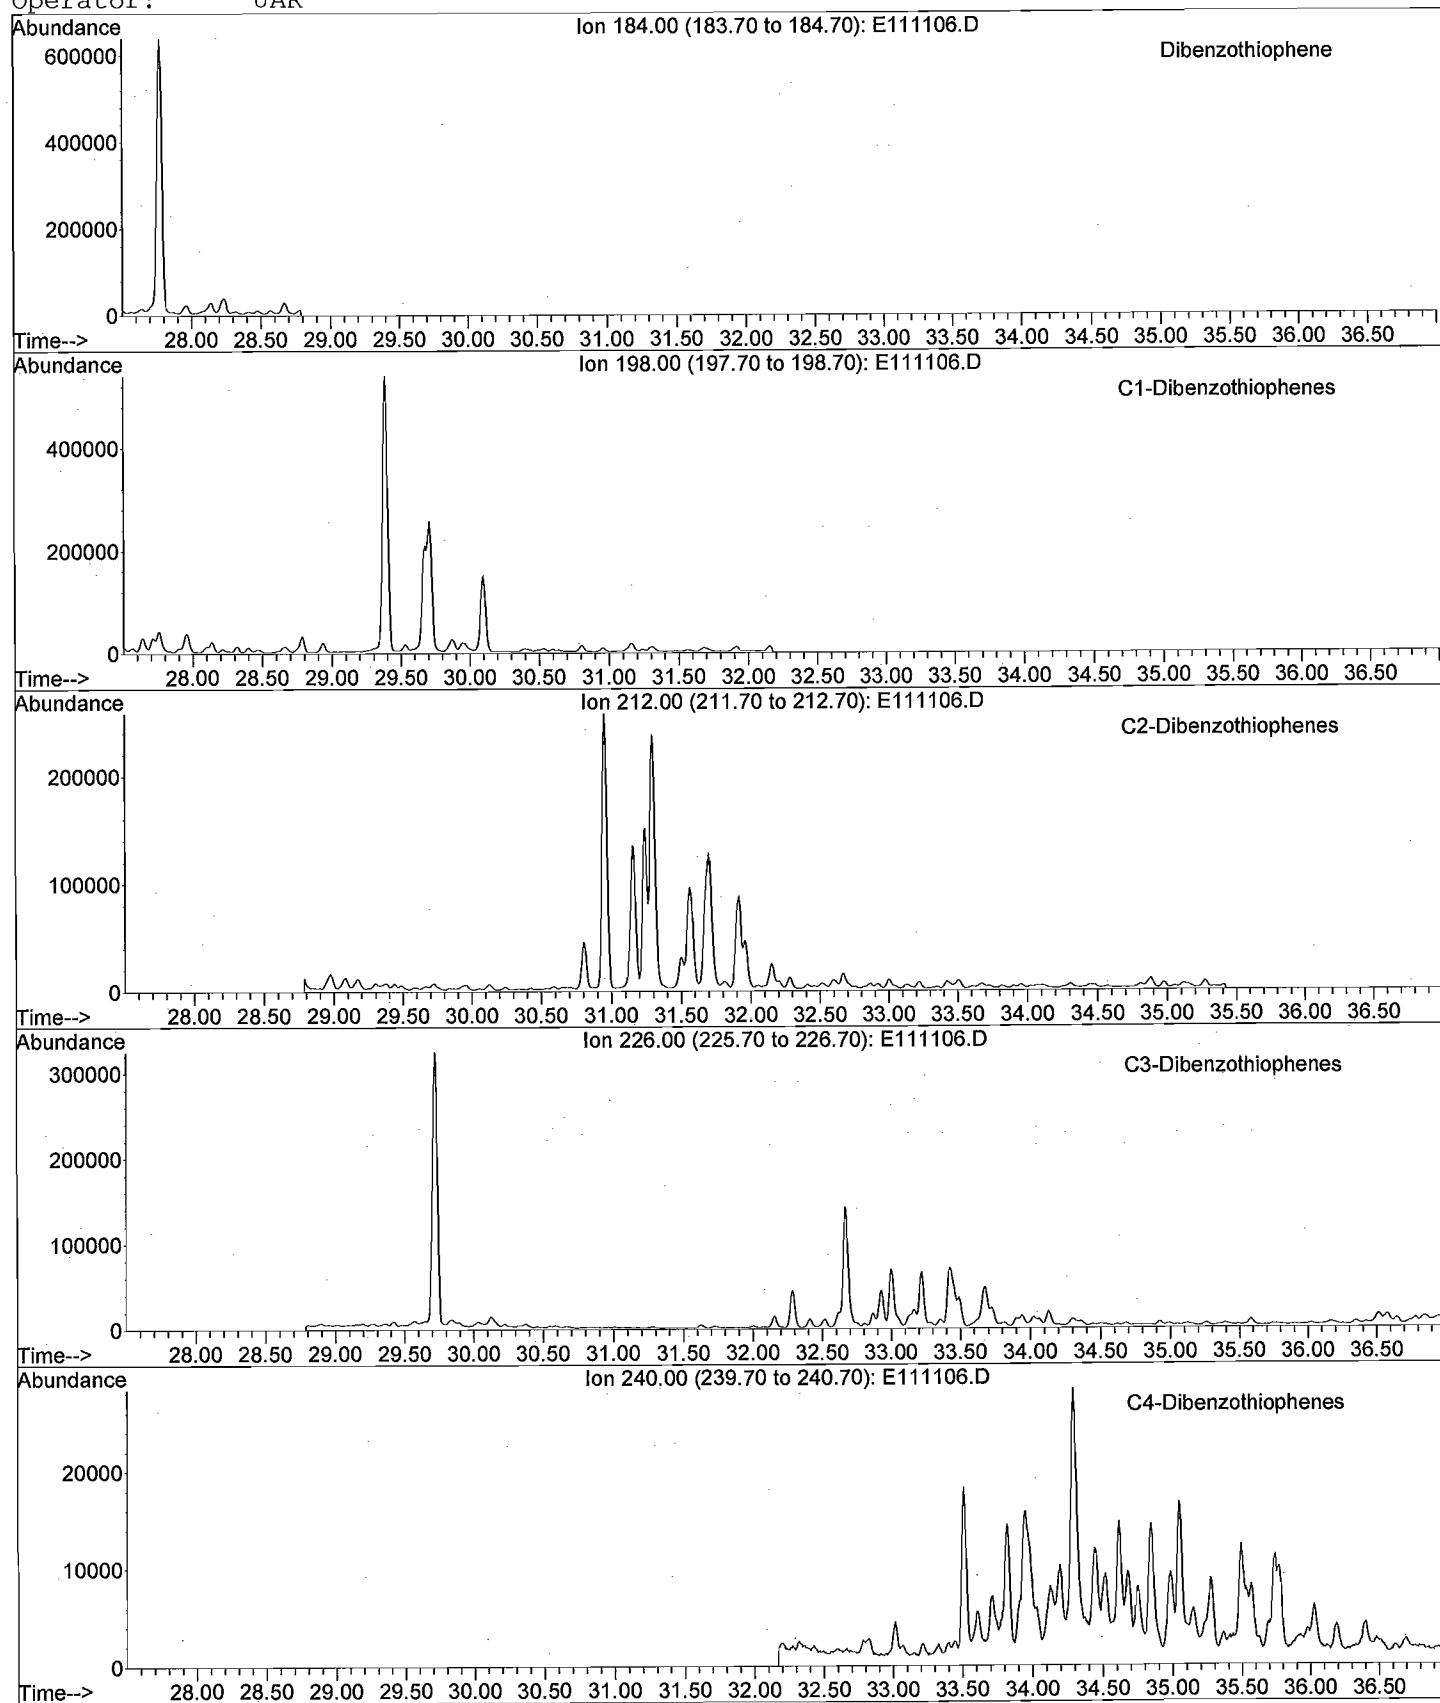 Operator: UAR
Abundance
Ion 184.00 (183.70 to 184.70): E111106.D
Dibenzothiophene
600000
400000
200000
0
Time--> 28.00 28.50 29.00 29.50 30.00 30.50 31.00 31.50 32.00 32.50 33.00 33.50 34.00 34.50 35.00 35.50 36.00 36.50
Abundance
Ion 198.00 (197.70 to 198.70): E111106.D
C1-Dibenzothiophenes
400000
200000
0
Time--> 28.00 28.50 29.00 29.50 30.00 30.50 31.00 31.50 32.00 32.50 33.00 33.50 34.00 34.50 35.00 35.50 36.00 36.50
Abundance
Ion 212.00 (211.70 to 212.70): E111106.D
C2-Dibenzothiophenes
200000
100000
0
Time--> 28.00 28.50 29.00 29.50 30.00 30.50 31.00 31.50 32.00 32.50 33.00 33.50 34.00 34.50 35.00 35.50 36.00 36.50
Abundance
Ion 226.00 (225.70 to 226.70): E111106.D
C3-Dibenzothiophenes
300000
200000
100000
0
Time--> 28.00 28.50 29.00 29.50 30.00 30.50 31.00 31.50 32.00 32.50 33.00 33.50 34.00 34.50 35.00 35.50 36.00 36.50
Abundance
Ion 240.00 (239.70 to 240.70): E111106.D
C4-Dibenzothiophenes
20000
10000
0
Time--> 28.00 28.50 29.00 29.50 30.00 30.50 31.00 31.50 32.00 32.50 33.00 33.50 34.00 34.50 35.00 35.50 36.00 36.50